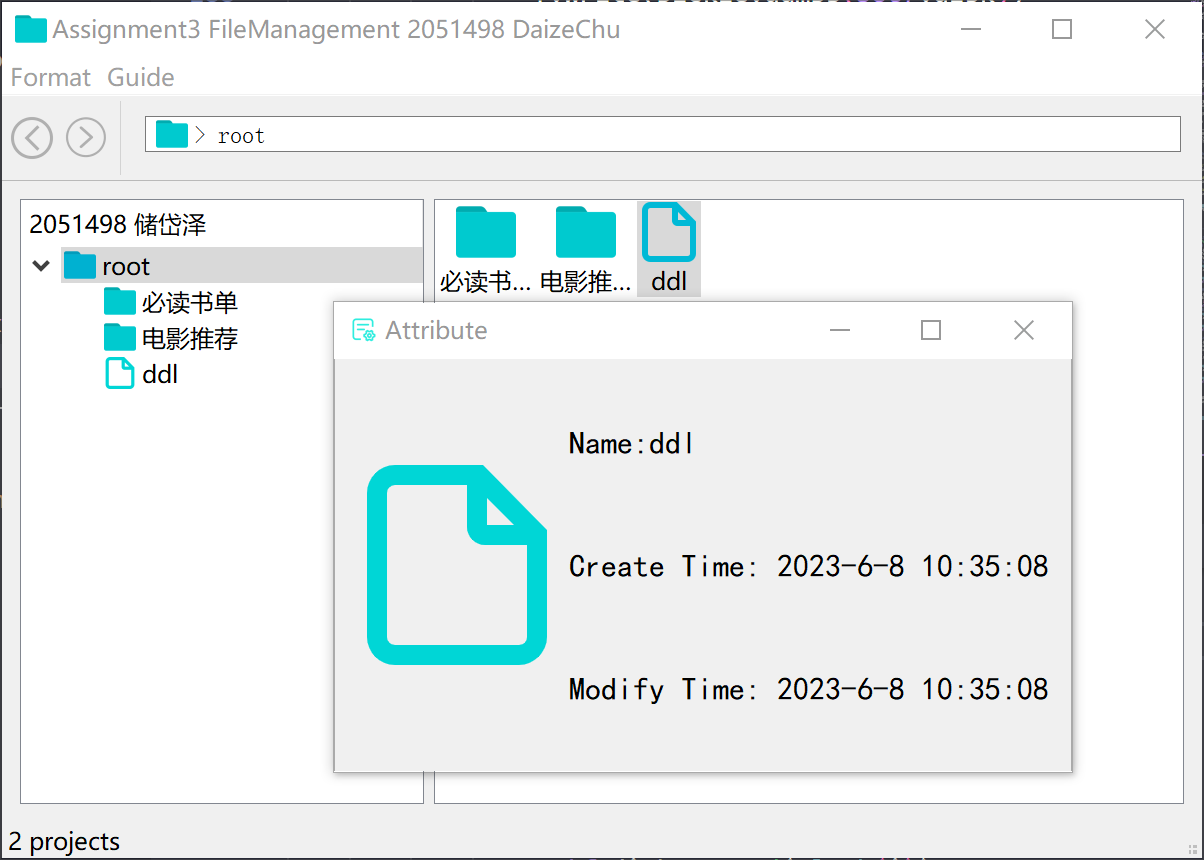 Assignment3 FileManagement 2051498 DaizeChu
Format Guide
root
2051498 储岱泽
root
必读书单
电影推荐
ddl
必读书... 电影推... ddl
Attribute
Name:ddl
Create Time: 2023-6-8 10:35:08
Modify Time: 2023-6-8 10:35:08
2 projects